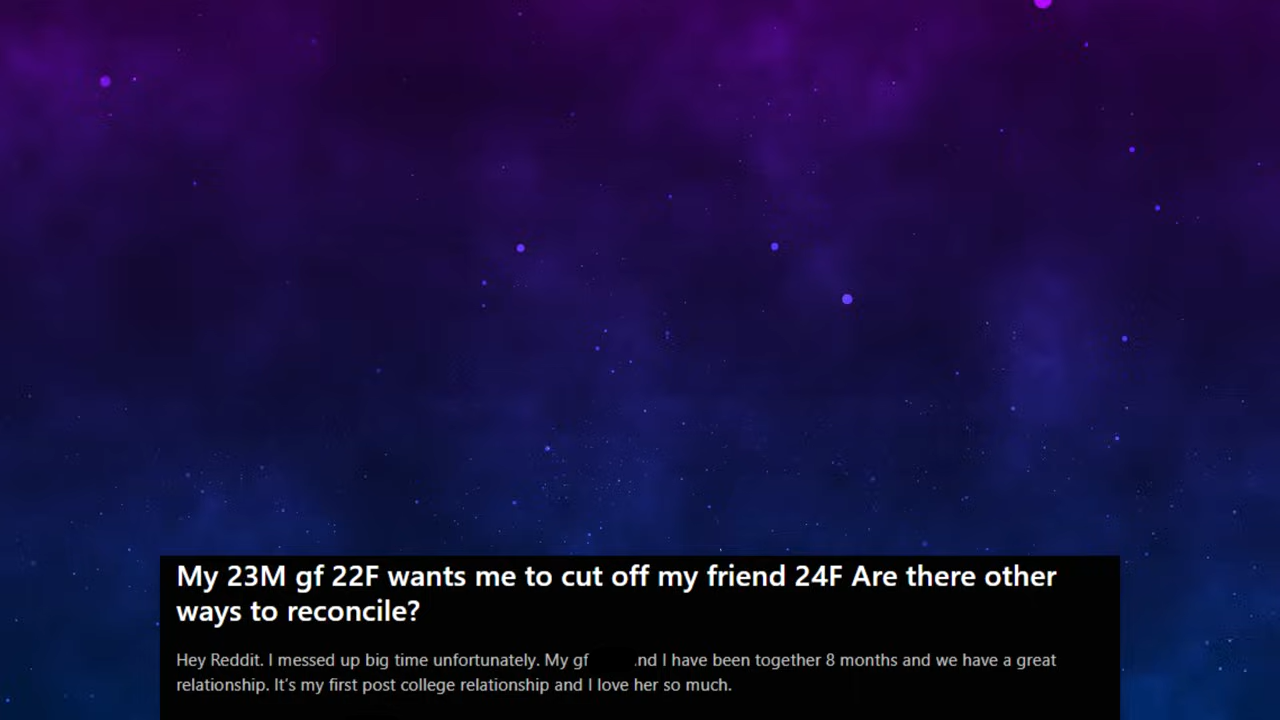 My 23M gf 22F wants me to cut off my friend 24F Are there other
ways to reconcile?
Hey Reddit. I messed up big time unfortunately. My gf nd I have been together 8 months and we have a great
relationship. It's my first post college relationship and I love her so much.